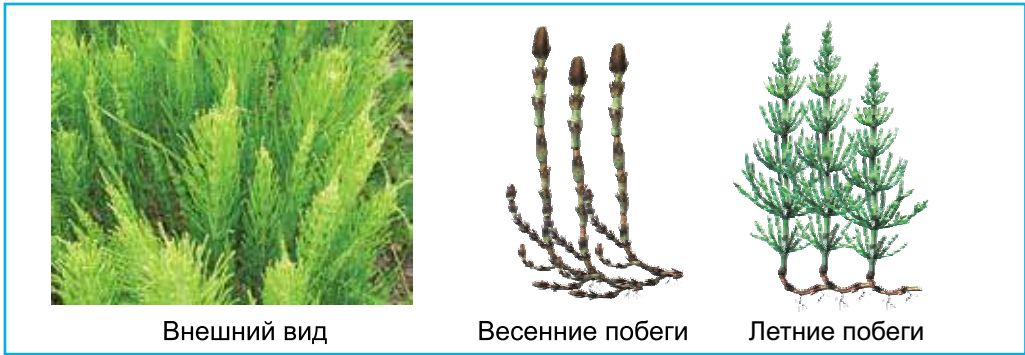 Внешний вид
Весенние побеги
Летние побеги